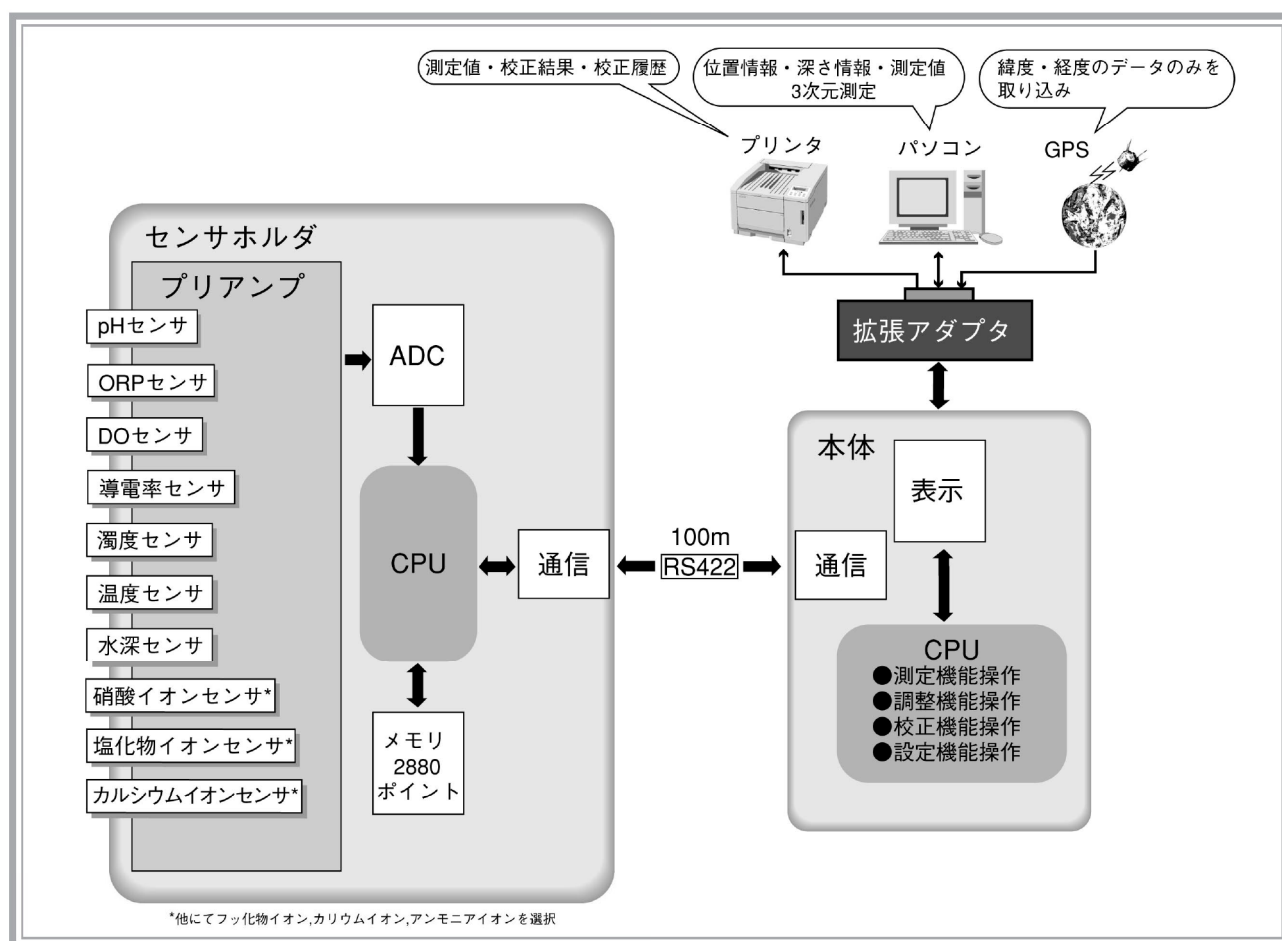 測定値・校正結果・校正履歴
位置情報・深さ情報・測定値
3次元測定
緯度・経度のデータのみを
取り込み
プリンタ
パソコン
GPS
センサホルダ
プリアンプ
pHセンサ
ORPセンサ
DOセンサ
導電率センサ
濁度センサ
温度センサ
水深センサ
硝酸イオンセンサ*
塩化物イオンセンサ*
カルシウムイオンセンサ*
ADC
CPU
メモリ
2880
ポイント
通信
100m
RS422
拡張アダプタ
本体
表示
通信
CPU
●測定機能操作
●調整機能操作
●校正機能操作
●設定機能操作
*他にてフッ化物イオン,カリウムイオン,アンモニアイオンを選択